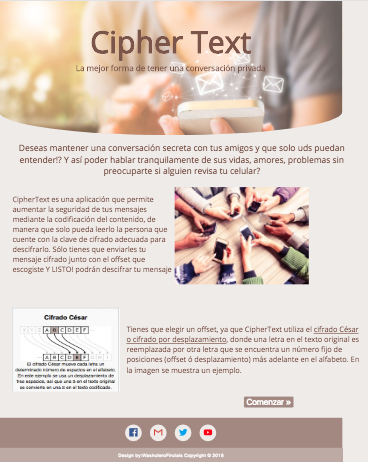 Cipher Text
La mejor forma de tener una conversación privada
Deseas mantener una conversación secreta con tus amigos y que solo uds puedan
entender!? Y así poder hablar tranquilamente de sus vidas, amores, problemas sin
preocuparte si alguien revisa tu celular?
CipherText es una aplicación que permite
aumentar la seguridad de tus mensajes
mediante la codificación del contenido, de
manera que solo pueda leerlo la persona que
cuente con la clave de cifrado adecuada para
descifrarlo. Sólo tienes que enviarles tu
mensaje cifrado junto con el offset que
escogiste Y LISTO! podrán descifrar tu mensaje
Cifrado César
A B C D E F
A B C D E F
El cifrado César mueve cada letra un
determinado número de espacios en el alfabeto.
En este ejemplo se usa un desplazamiento de
tres espacios, así que una B en el texto original
se convierte en una E en el texto codificado.
Tienes que elegir un offset, ya que CipherText utiliza el cifrado César
o cifrado por desplazamiento, donde una letra en el texto original es
reemplazada por otra letra que se encuentra un número fijo de
posiciones (offset ó desplazamiento) más adelante en el alfabeto. En
la imagen se muestra un ejemplo.
Comenzar »
Design by Copyright © 2018